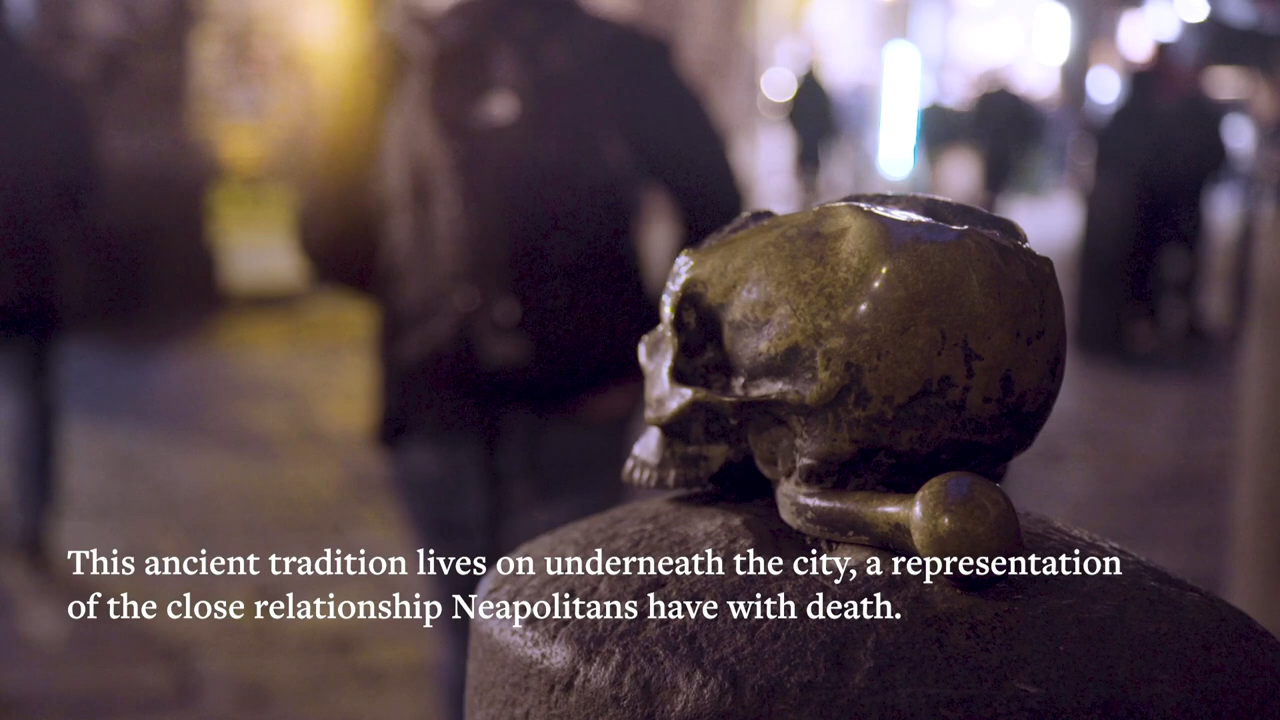 This ancient tradition lives on underneath the city, a representation
of the close relationship Neapolitans have with death.